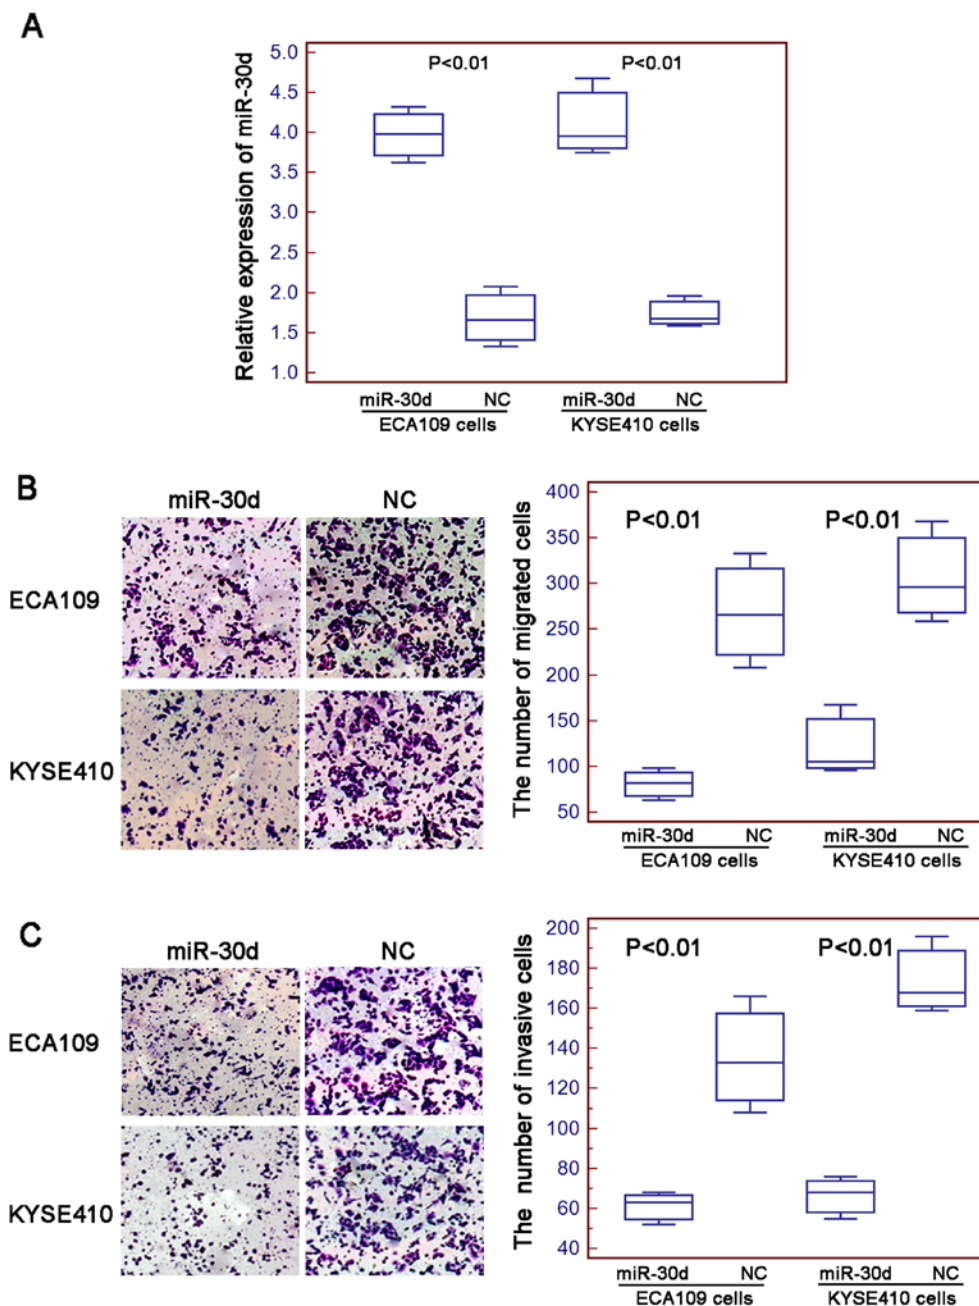 A
Relative expression of miR-30d
5.0
4.5
4.0
3.5
3.0
2.5
2.0
1.5
1.0
P<0.01 P<0.01
miR-30d NC miR-30d NC
ECA109 cells KYSE410 cells
B
miR-30d NC
ECA109
KYSE410
The number of migrated cells
400
350
300
250
200
150
100
50
P<0.01 P<0.01
miR-30d NC miR-30d NC
ECA109 cells KYSE410 cells
C
miR-30d NC
ECA109
KYSE410
The number of invasive cells
200
180
160
140
120
100
80
60
40
P<0.01 P<0.01
miR-30d NC miR-30d NC
ECA109 cells KYSE410 cells